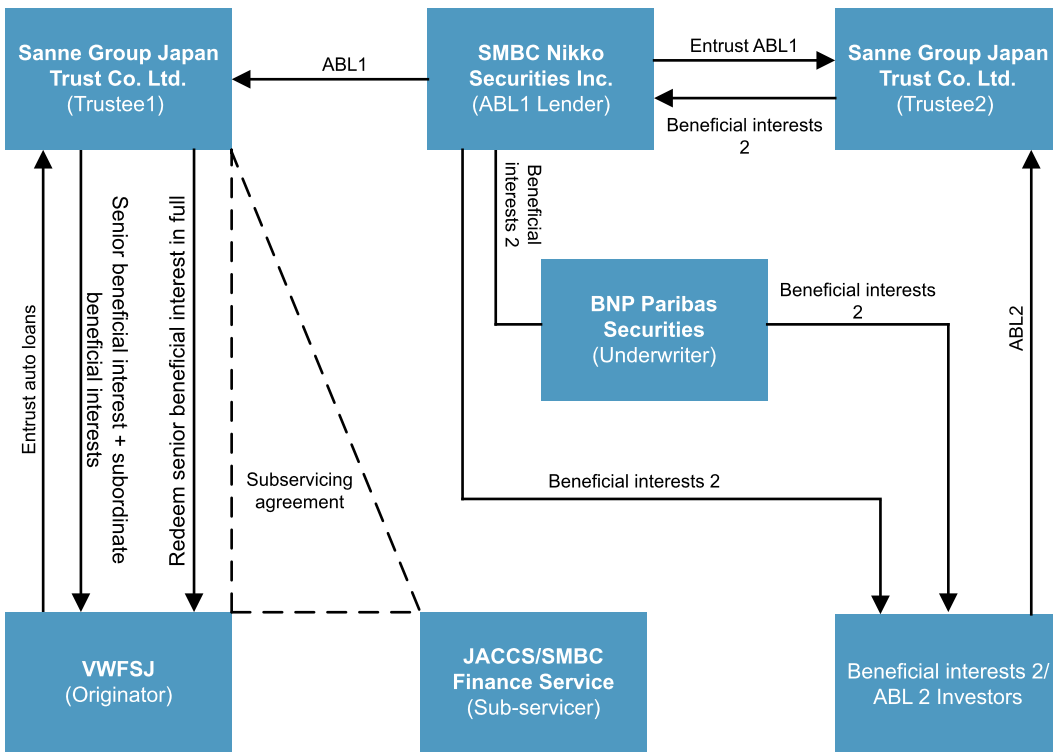 Sanne Group Japan
Trust Co. Ltd.
(Trustee1)
ABL1
SMBC Nikko
Securities Inc.
(ABL1 Lender)
Entrust ABL1
Beneficial interests
2
Sanne Group Japan
Trust Co. Ltd.
(Trustee2)
Entrust auto loans
Senior beneficial interest + subordinate
beneficial interests
Redeem senior beneficial interest in full
Beneficial
interests 2
BNP Paribas
Securities
(Underwriter)
Beneficial interests
2
ABL2
Subservicing
agreement
Beneficial interests 2
VWFSJ
(Originator)
JACCS/SMBC
Finance Service
(Sub-servicer)
Beneficial interests 2/
ABL 2 Investors